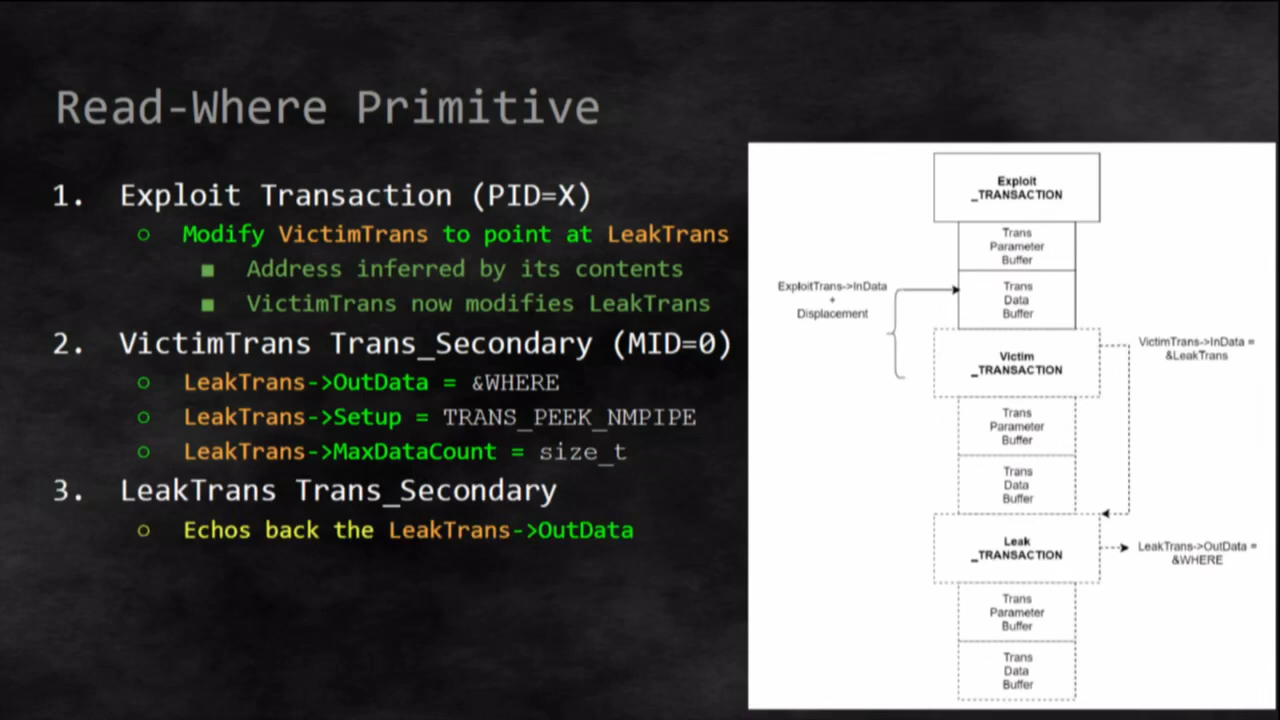 Read-Where Primitive
1. Exploit Transaction (PID=X)
○ Modify VictimTrans to point at LeakTrans
■ Address inferred by its contents
■ VictimTrans now modifies LeakTrans
2. VictimTrans Trans_Secondary (MID=0)
○ LeakTrans->OutData = &WHERE
○ LeakTrans->Setup = TRANS_PEEK_NMPIPE
○ LeakTrans->MaxDataCount = size_t
3. LeakTrans Trans_Secondary
○ Echos back the LeakTrans->OutData
Exploit
_TRANSACTION
Trans
Parameter
Buffer
ExploitTrans->InData
+
Displacement
Trans
Data
Buffer
Victim
_TRANSACTION
VictimTrans->InData =
&LeakTrans
Trans
Parameter
Buffer
Trans
Data
Buffer
Leak
_TRANSACTION
LeakTrans->OutData =
&WHERE
Trans
Parameter
Buffer
Trans
Data
Buffer